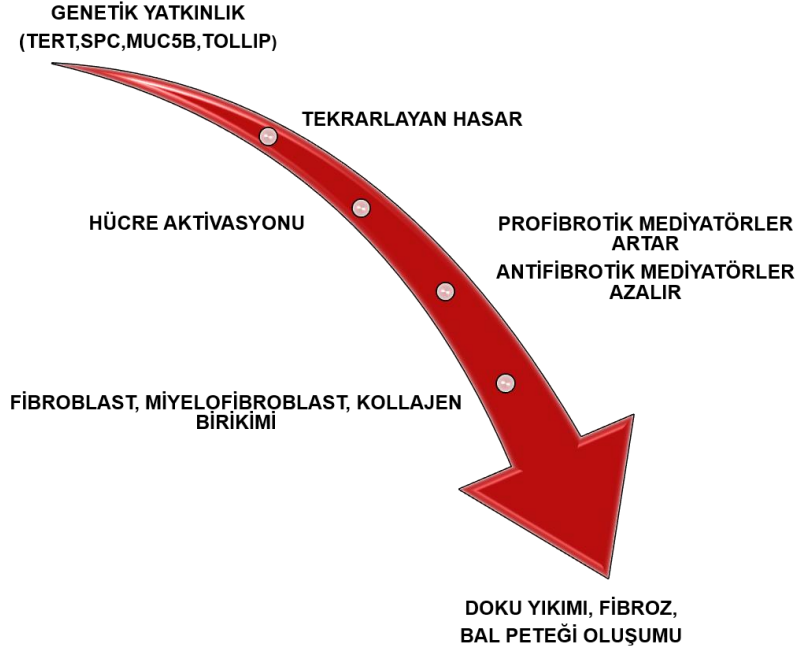 GENETİK YATKINLIK
(TERT,SPC,MUC5B,TOLLIP)
TEKRARLAYAN HASAR
HÜCRE AKTİVASYONU
PROFİBROTİK MEDİYATÖRLER
ARTAR
ANTİFİBROTİK MEDİYATÖRLER
AZALIR
FİBROBLAST, MİYELOFİBROBLAST, KOLLAJEN
BİRİKİMİ
DOKU YIKIMI, FİBROZ,
BAL PETEĞİ OLUŞUMU